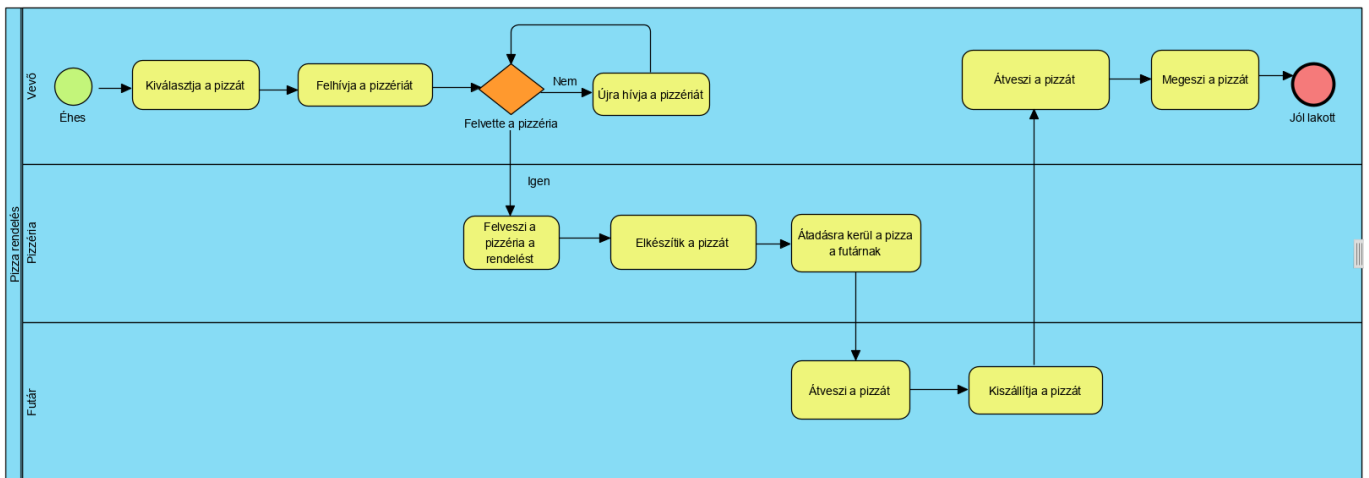 Pizza rendelés
Vevő
Éhes
Kiválasztja a pizzát
Felhívja a pizzériát
Felvette a pizzéria
Nem
Újra hívja a pizzériát
Átveszi a pizzát
Megeszi a pizzát
Jól lakott
Igen
Pizzéria
Felveszi a
pizzéria a
rendelést
Elkészítik a pizzát
Átadásra kerül a pizza
a futárnak
Futár
Átveszi a pizzát
Kiszállítja a pizzát